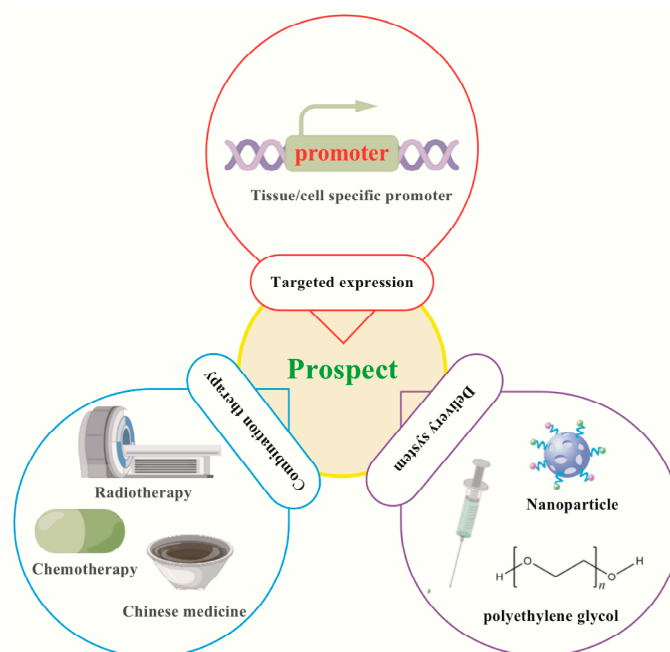 promoter
Tissue/cell specific promoter
Targeted expression
Prospect
Combination therapy
Delivery system
Radiotherapy
Chemotherapy
Chinese medicine
Nanoparticle
H
O
n
O
H
polyethylene glycol